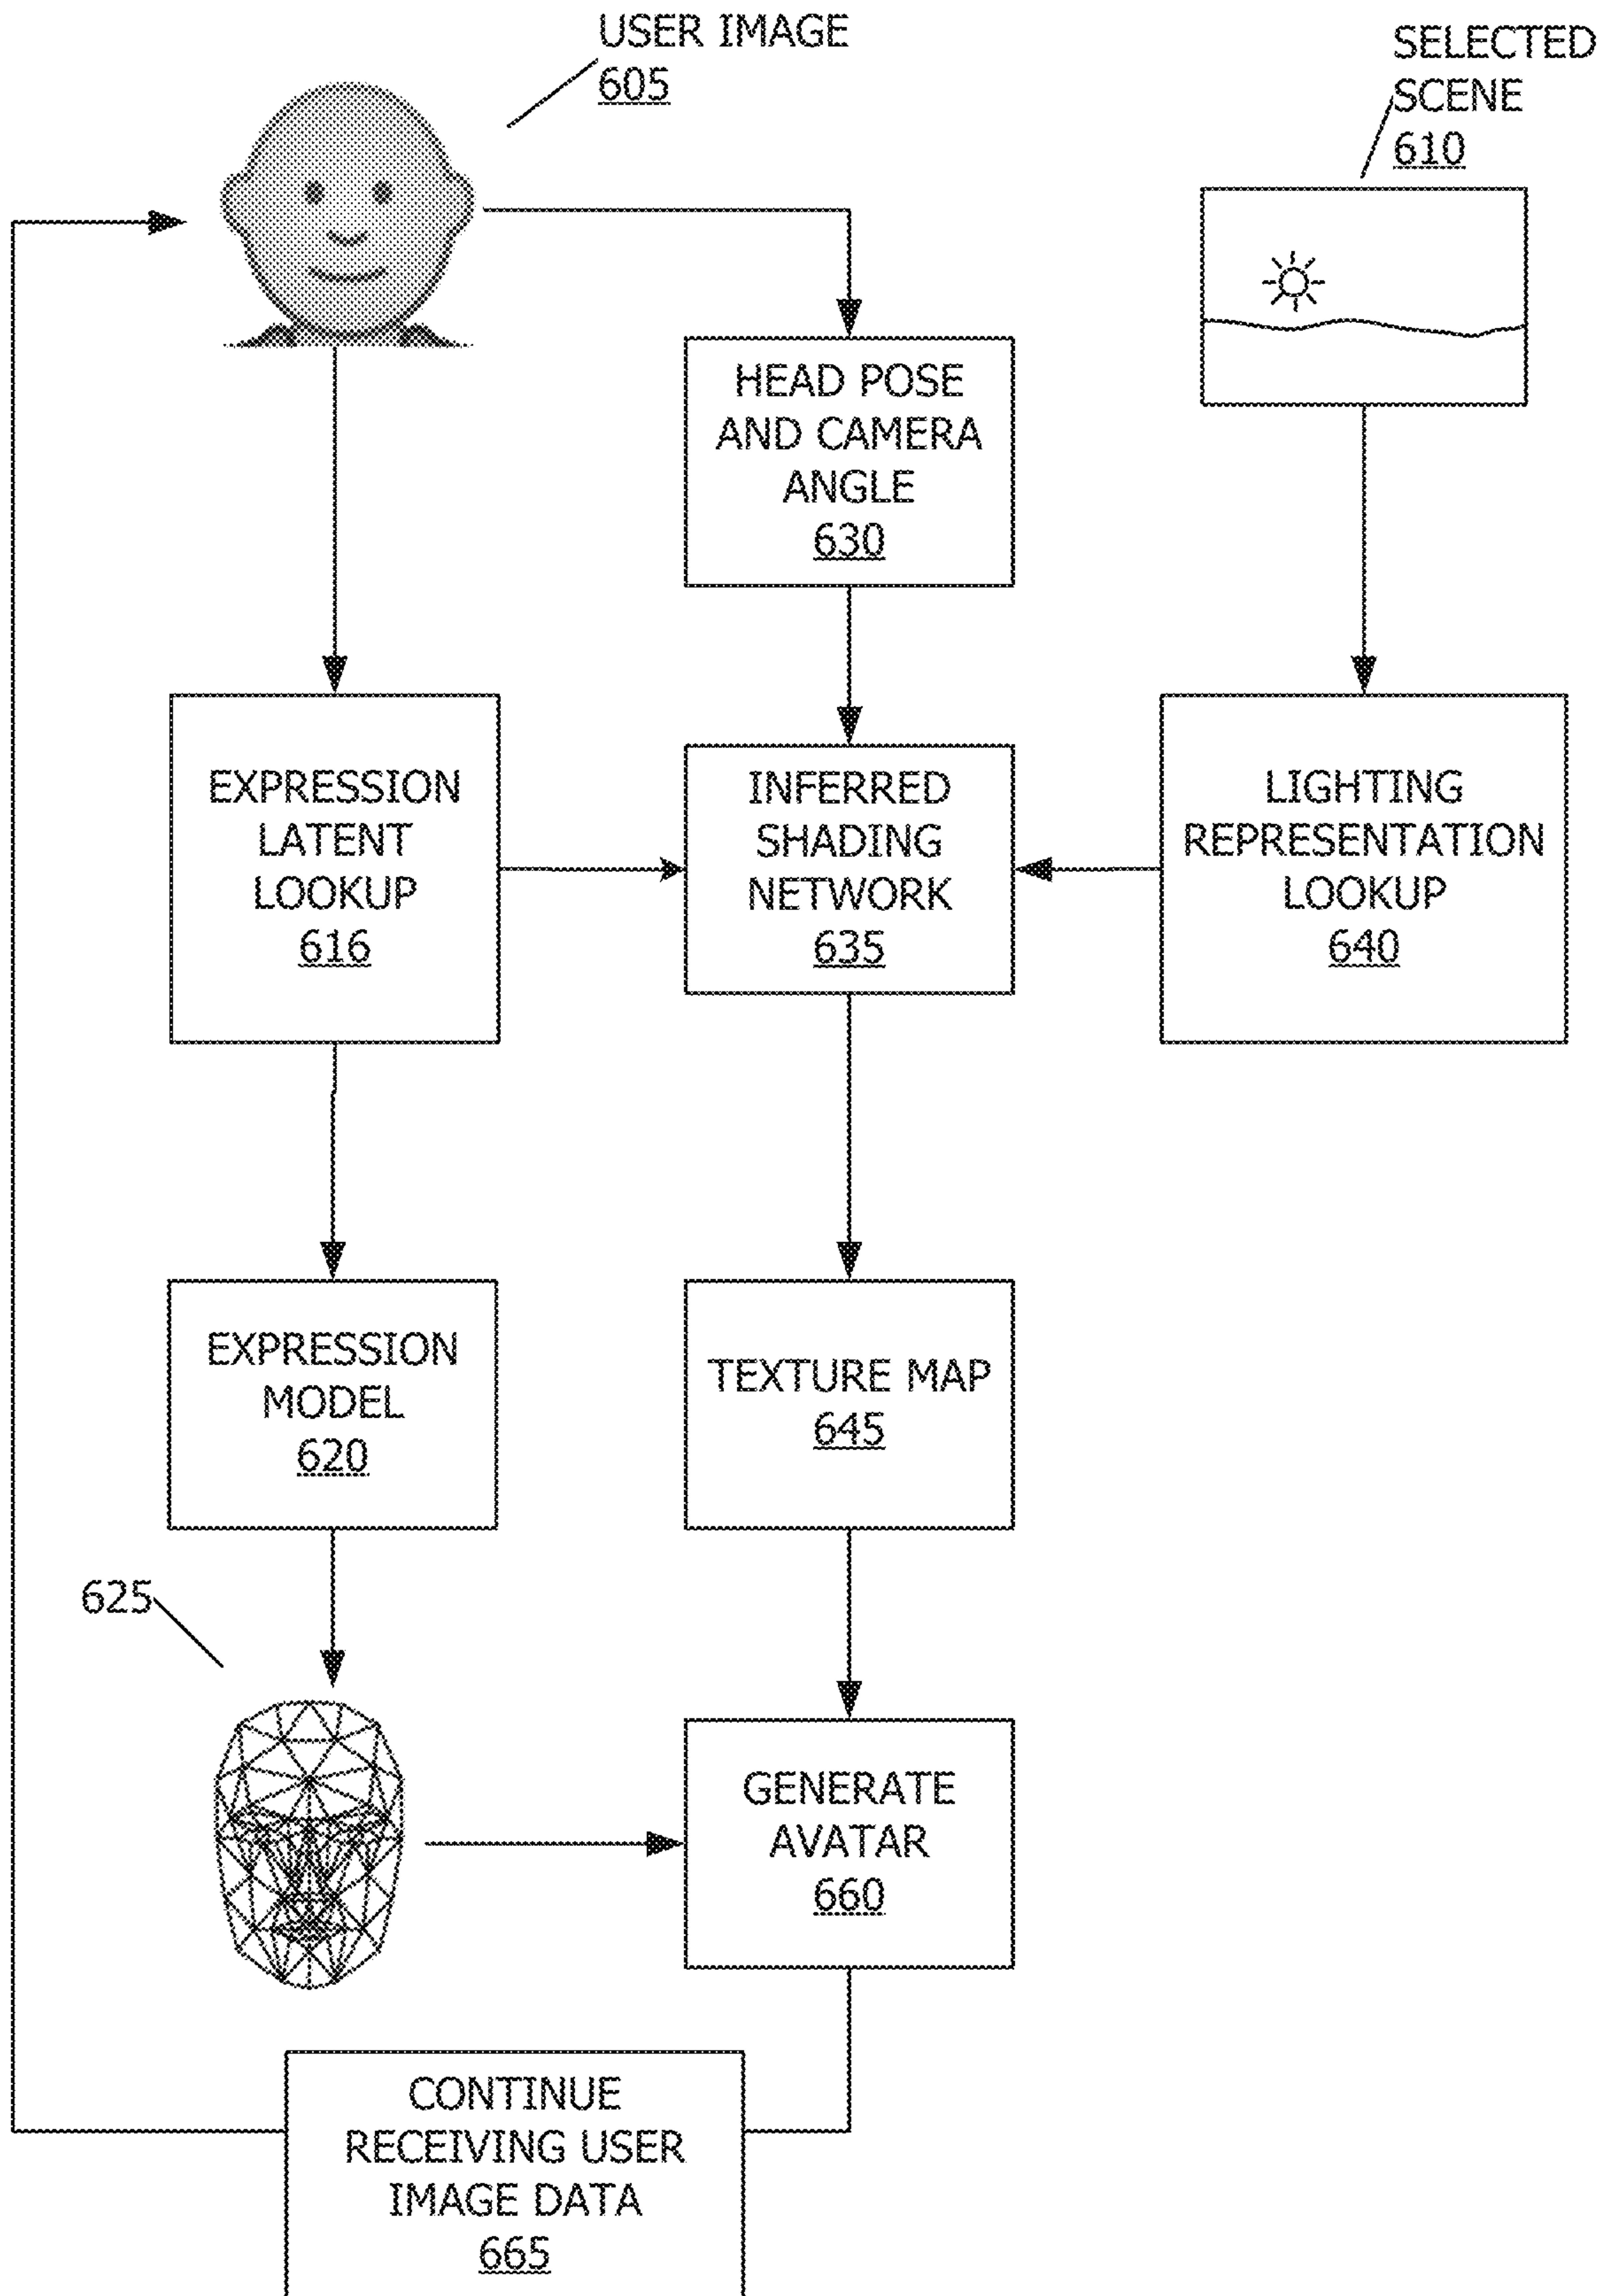 USER IMAGE
605
SELECTED
SCENE
610
HEAD POSE
AND CAMERA
ANGLE
630
EXPRESSION
LATENT
LOOKUP
616
INFERRED
SHADING
NETWORK
635
LIGHTING
REPRESENTATION
LOOKUP
640
EXPRESSION
MODEL
620
TEXTURE MAP
645
625
GENERATE
AVATAR
660
CONTINUE
RECEIVING USER
IMAGE DATA
665